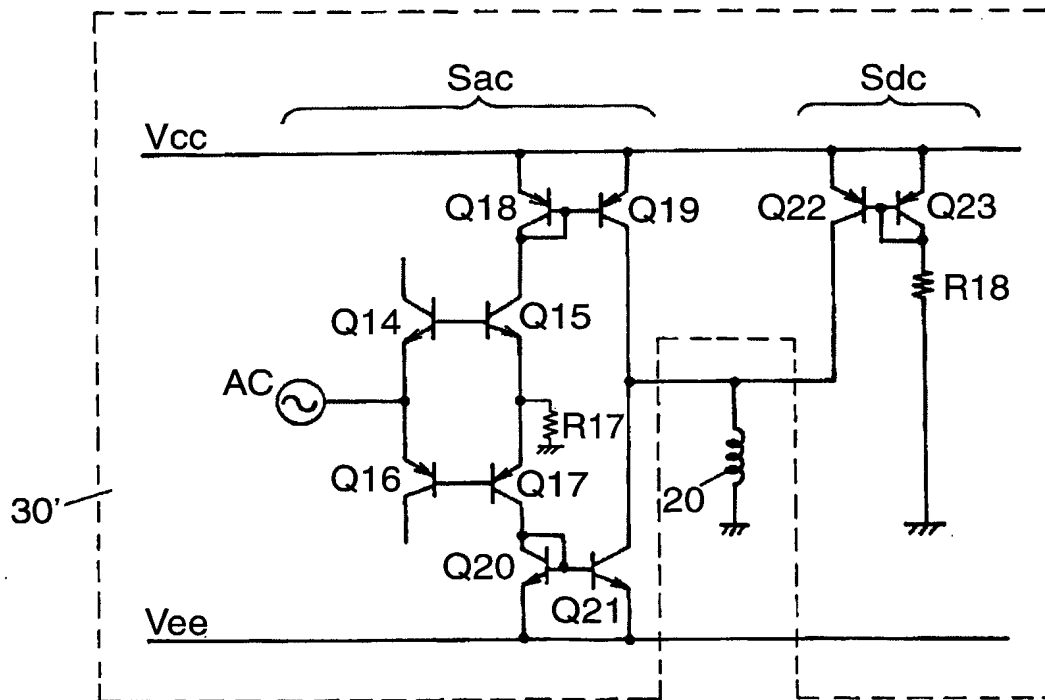 Sac
Sdc
Vcc
Q18
Q19
Q22
Q23
R18
Q14
Q15
AC
R17
Q16
Q17
20
30'
Q20
Q21
Vee